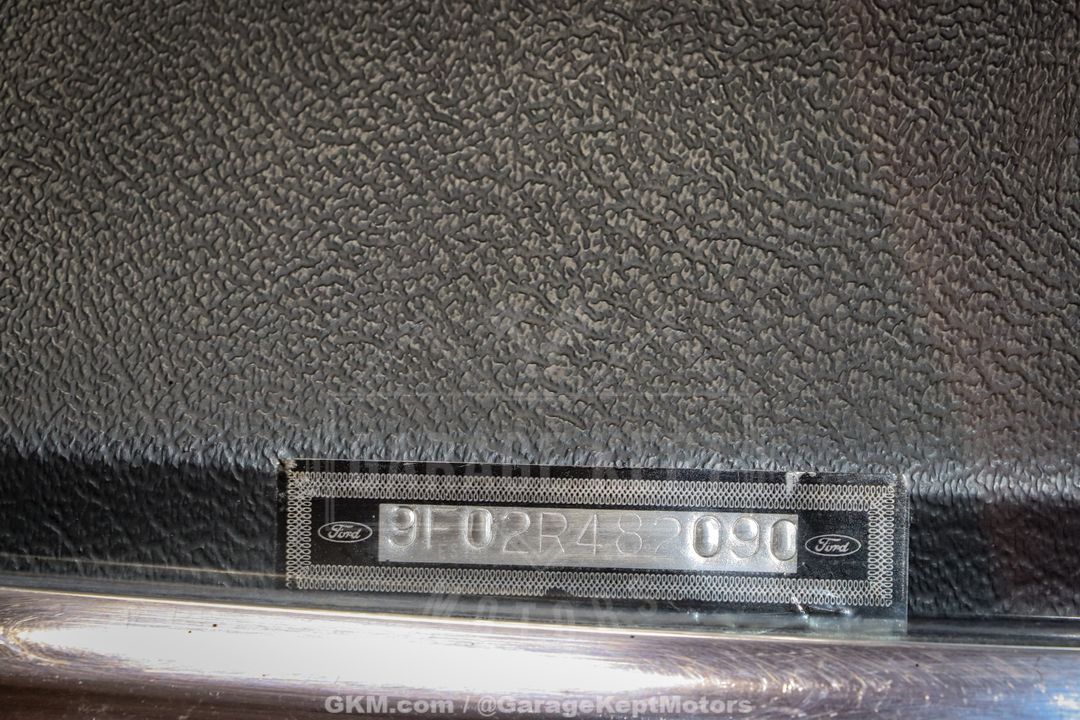 Ford 9F02R482090 Ford
GKM.com / @GarageKeptMotors